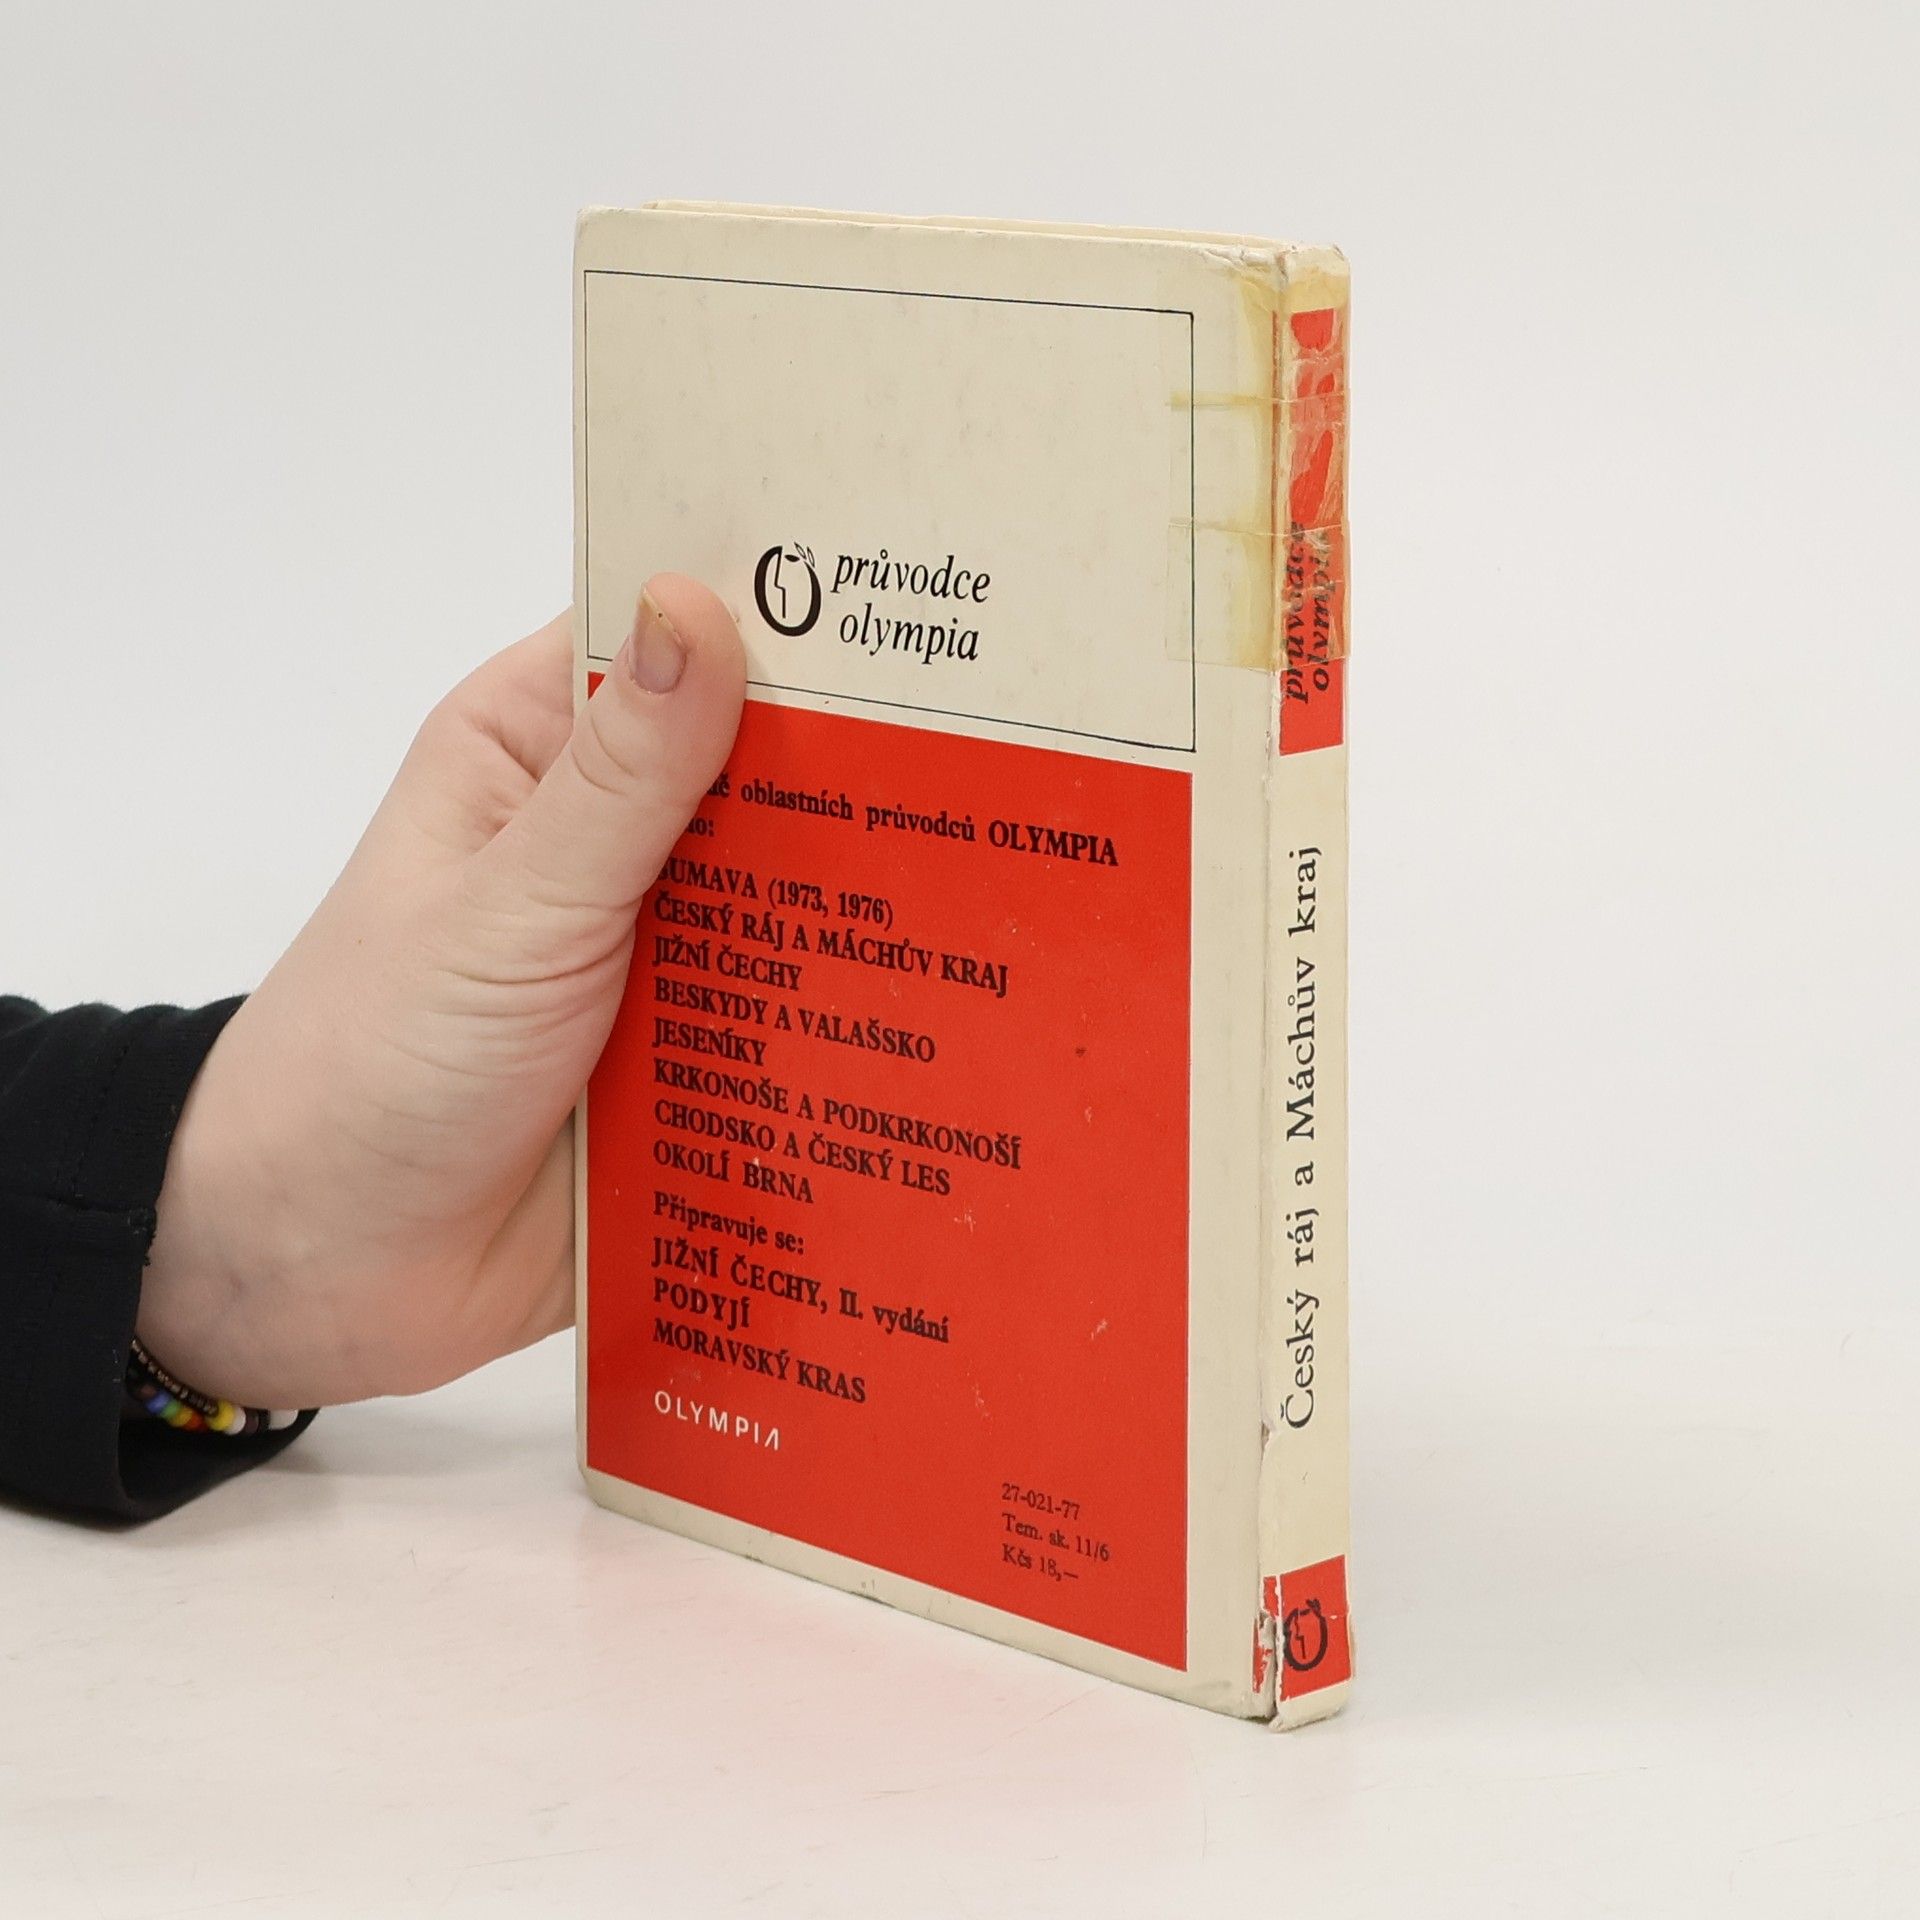 průvodce
olympia
oblastních průvodců OLYMPIA
ŠUMAVA (1973, 1976)
ČESKÝ RÁJ A MÁCHŮV KRAJ
JIŽNÍ ČECHY
BESKYDY A VALAŠSKO
JESENÍKY
KRKONOŠE A PODKRKONOŠÍ
CHODSKO A ČESKÝ LES
OKOLÍ BRNA
Připravuje se:
JIŽNÍ ČECHY, II. vydání
PODYJÍ
MORAVSKÝ KRAS
OLYMPIA
27-021-77
Tem. sk. 11/6
Kčs 18,—
průvodce
olympia
Český ráj a Máchův kraj